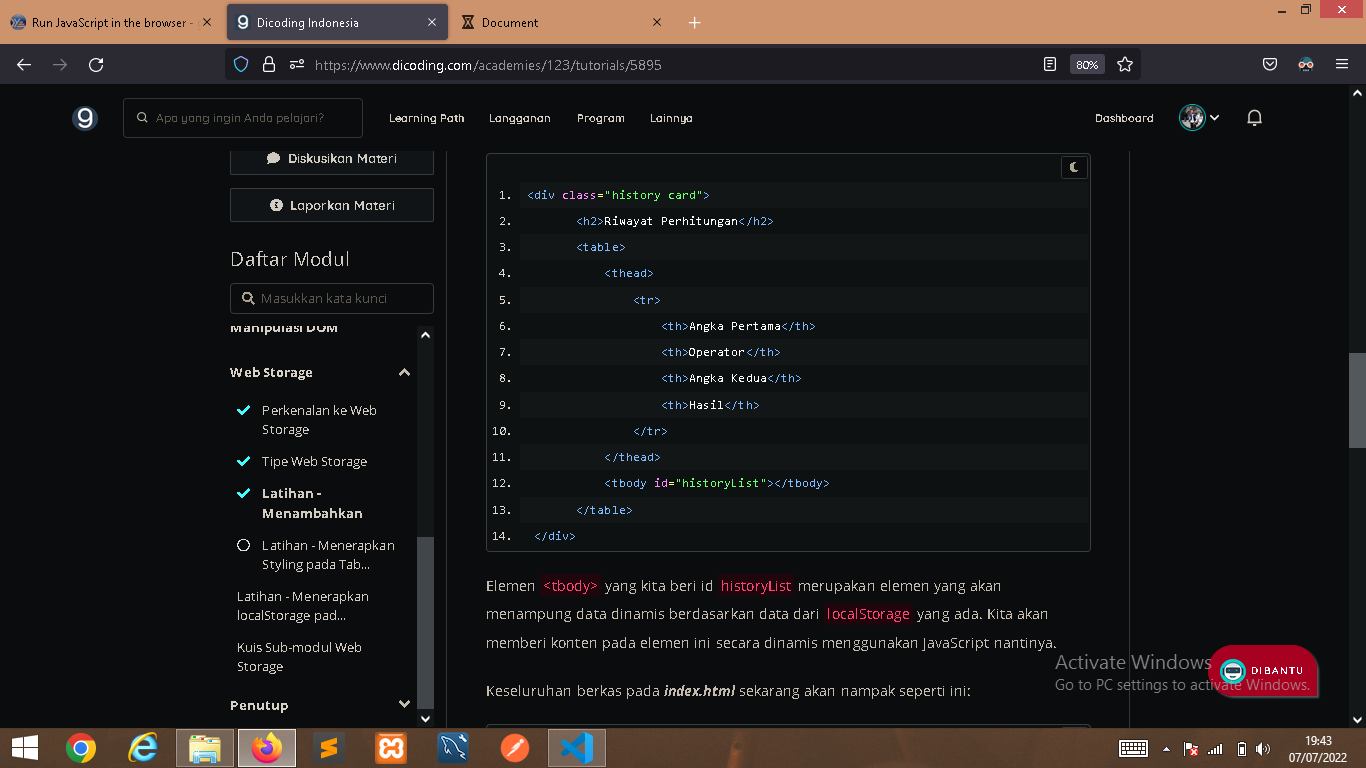 Run JavaScript in the browser -
Dicoding Indonesia
Document
https://www.dicoding.com/academies/123/tutorials/5895
80%
Apa yang ingin Anda pelajari?
Learning Path
Langganan
Program
Lainnya
Dashboard
Diskusikan Materi
Laporkan Materi
Daftar Modul
Masukkan kata kunci
Manipulasi DOM
Web Storage
Perkenalan ke Web
Storage
Tipe Web Storage
Latihan -
Menambahkan
Latihan - Menerapkan
Styling pada Tab...
Latihan - Menerapkan
localStorage pad...
Kuis Sub-modul Web
Storage
Penutup
1. <div class="history card">
2. <h2>Riwayat Perhitungan</h2>
3. <table>
4. <thead>
5. <tr>
6. <th>Angka Pertama</th>
7. <th>Operator</th>
8. <th>Angka Kedua</th>
9. <th>Hasil</th>
10. </tr>
11. </thead>
12. <tbody id="historyList"></tbody>
13. </table>
14. </div>
Elemen <tbody> yang kita beri id historyList merupakan elemen yang akan
menampung data dinamis berdasarkan data dari localStorage yang ada. Kita akan
memberi konten pada elemen ini secara dinamis menggunakan JavaScript nantinya.
Keseluruhan berkas pada index.html sekarang akan nampak seperti ini:
Activate Windows
Go to PC settings to activate Windows.
DIBANTU
19:43
07/07/2022